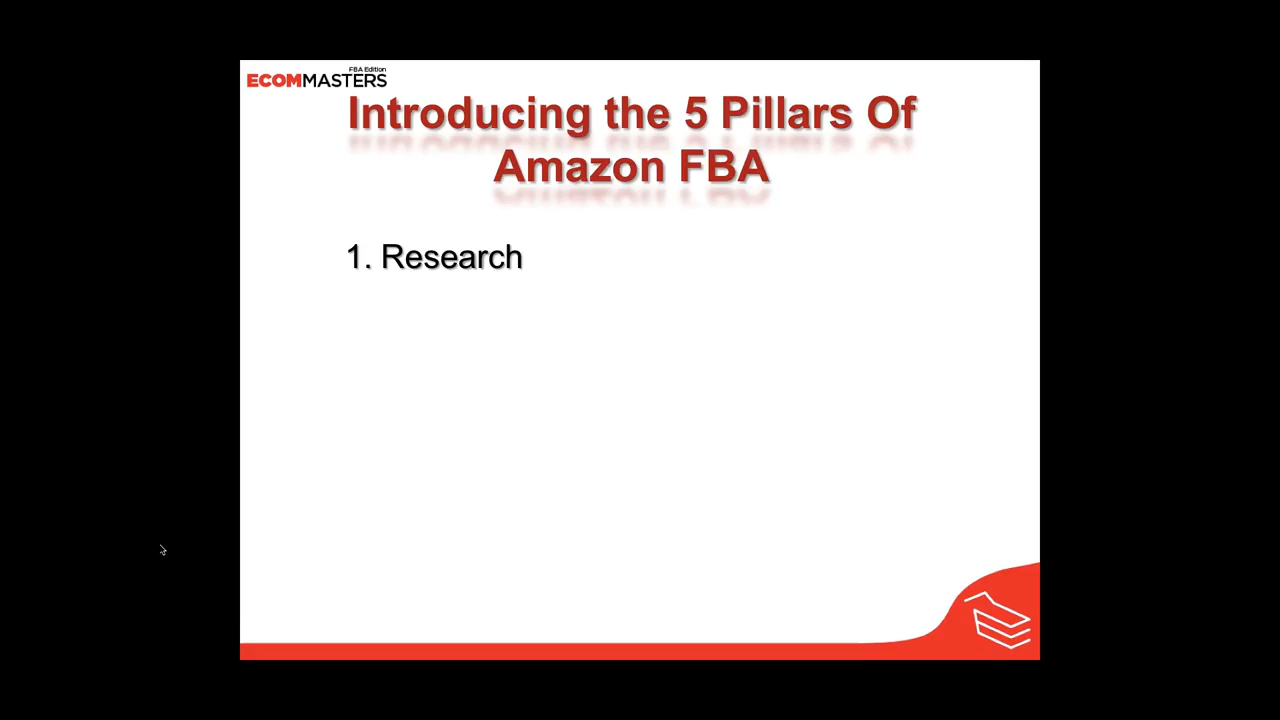 FBA Edition
ECOMMASTERS
Introducing the 5 Pillars Of
Amazon FBA
1. Research